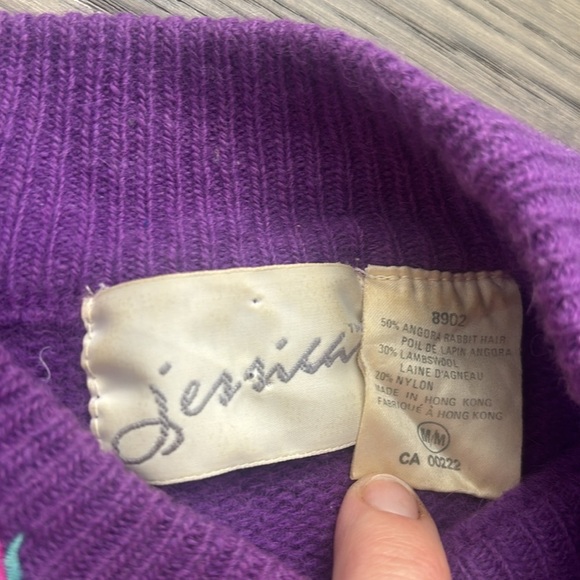 Jessica
TM
8902
50% ANGORA RABBIT HAIR
POIL DE LAPIN ANGORA
30% LAMBSWOOL
LAINE D'AGNEAU
20% NYLON
MADE IN HONG KONG
FABRIQUÉ À HONG KONG
M/M
CA 00222